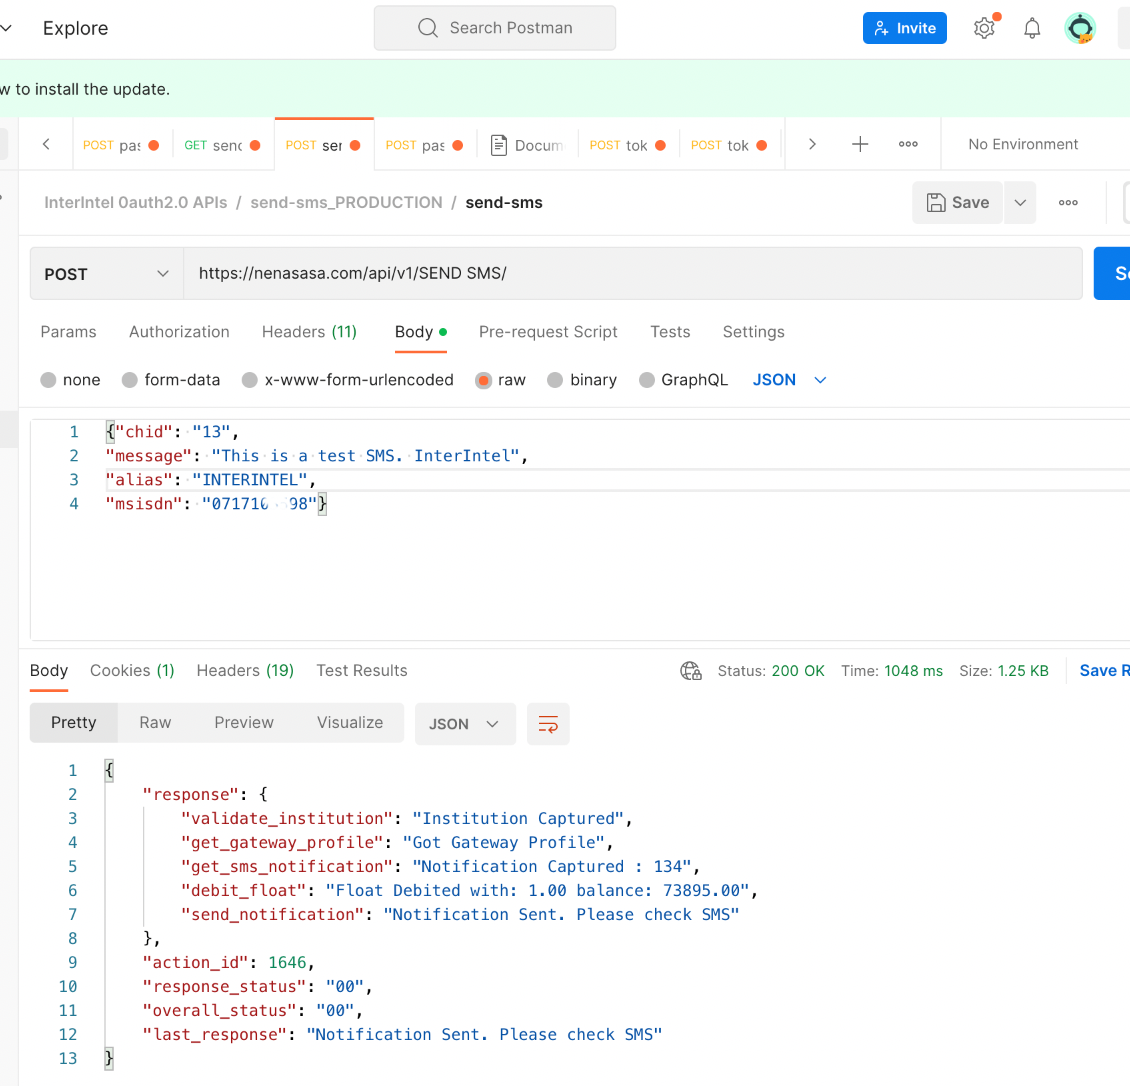 Explore
Search Postman
Invite
w to install the update.
POST pas
GET send
POST ser
POST pas
Docum
POST tok
POST tok
No Environment
InterIntel 0auth2.0 APIs / send-sms_PRODUCTION / send-sms
Save
POST
https://nenasasa.com/api/v1/SEND SMS/
Se
Params Authorization Headers (11) Body Pre-request Script Tests Settings
none form-data x-www-form-urlencoded raw binary GraphQL JSON
1 {"chid": "13",
2 "message": "This is a test SMS. InterIntel",
3 "alias": "INTERINTEL",
4 "msisdn": "071710 98"}
Body Cookies (1) Headers (19) Test Results
Status: 200 OK Time: 1048 ms Size: 1.25 KB Save R
Pretty Raw Preview Visualize JSON
1 {
2 "response": {
3 "validate_institution": "Institution Captured",
4 "get_gateway_profile": "Got Gateway Profile",
5 "get_sms_notification": "Notification Captured : 134",
6 "debit_float": "Float Debited with: 1.00 balance: 73895.00",
7 "send_notification": "Notification Sent. Please check SMS"
8 },
9 "action_id": 1646,
10 "response_status": "00",
11 "overall_status": "00",
12 "last_response": "Notification Sent. Please check SMS"
13 }